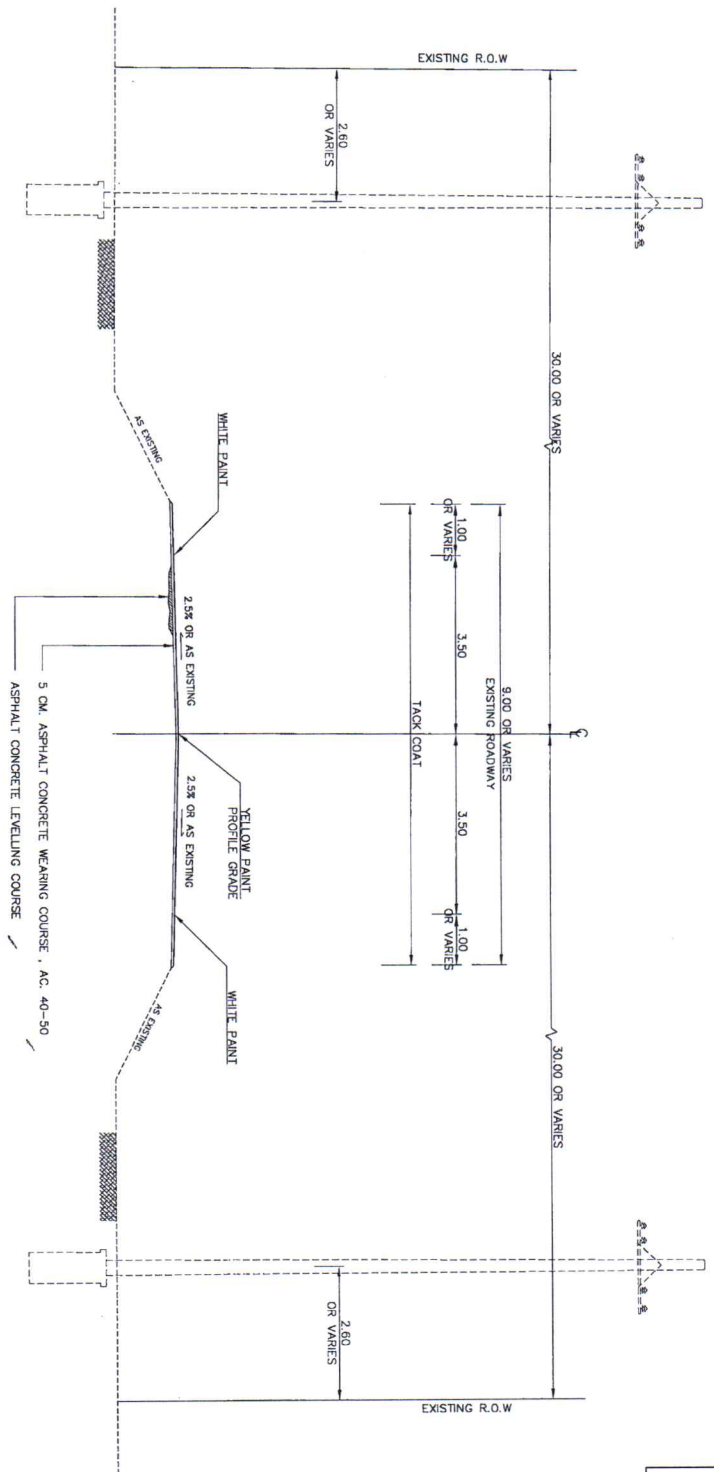 EXISTING R.O.W
EXISTING R.O.W
30.00 OR VARIES
30.00 OR VARIES
℄
9.00 OR VARIES
EXISTING ROADWAY
1.00
OR VARIES
3.50
3.50
1.00
OR VARIES
TACK COAT
2.60
OR VARIES
2.60
OR VARIES
WHITE PAINT
YELLOW PAINT
PROFILE GRADE
WHITE PAINT
AS EXISTING
2.5% OR AS EXISTING
2.5% OR AS EXISTING
AS EXISTING
5 CM. ASPHALT CONCRETE WEARING COURSE , AC. 40-50
ASPHALT CONCRETE LEVELLING COURSE